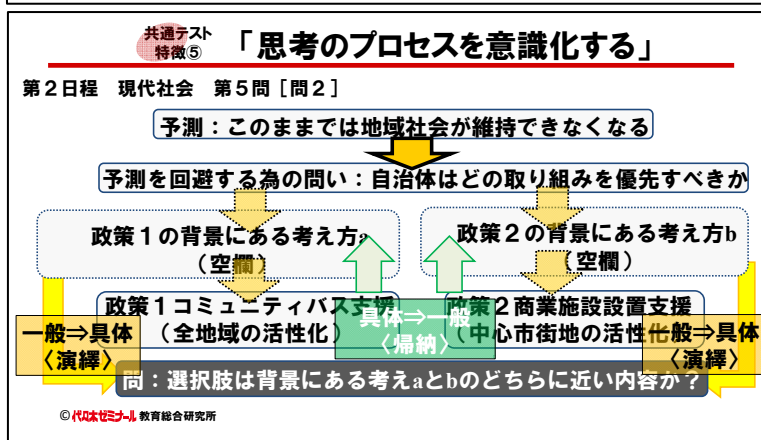 共通テスト
特徴⑤
「思考のプロセスを意識化する」
第2日程 現代社会 第5問[問2]
予測:このままでは地域社会が維持できなくなる
予測を回避する為の問い:自治体はどの取り組みを優先すべきか
政策1の背景にある考え方a
(空欄)
政策2の背景にある考え方b
(空欄)
政策1コミュニティバス支援
(全地域の活性化)
政策2商業施設設置支援
(中心市街地の活性化
一般⇒具体
〈演繹〉
具体⇒一般
〈帰納〉
一般⇒具体
〈演繹〉
問:選択肢は背景にある考えaとbのどちらに近い内容か?
©代々木ゼミナール 教育総合研究所